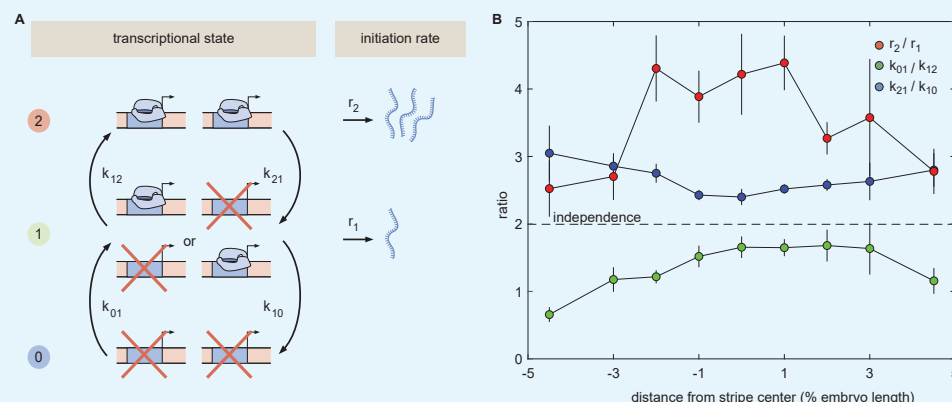 A
transcriptional state
initiation rate
2
r2
k12
k21
1
or
r1
k01
k10
0
B
5
4
3
2
1
0
ratio
r2 / r1
k01 / k12
k21 / k10
independence
-5
-3
-1
1
3
5
distance from stripe center (% embryo length)